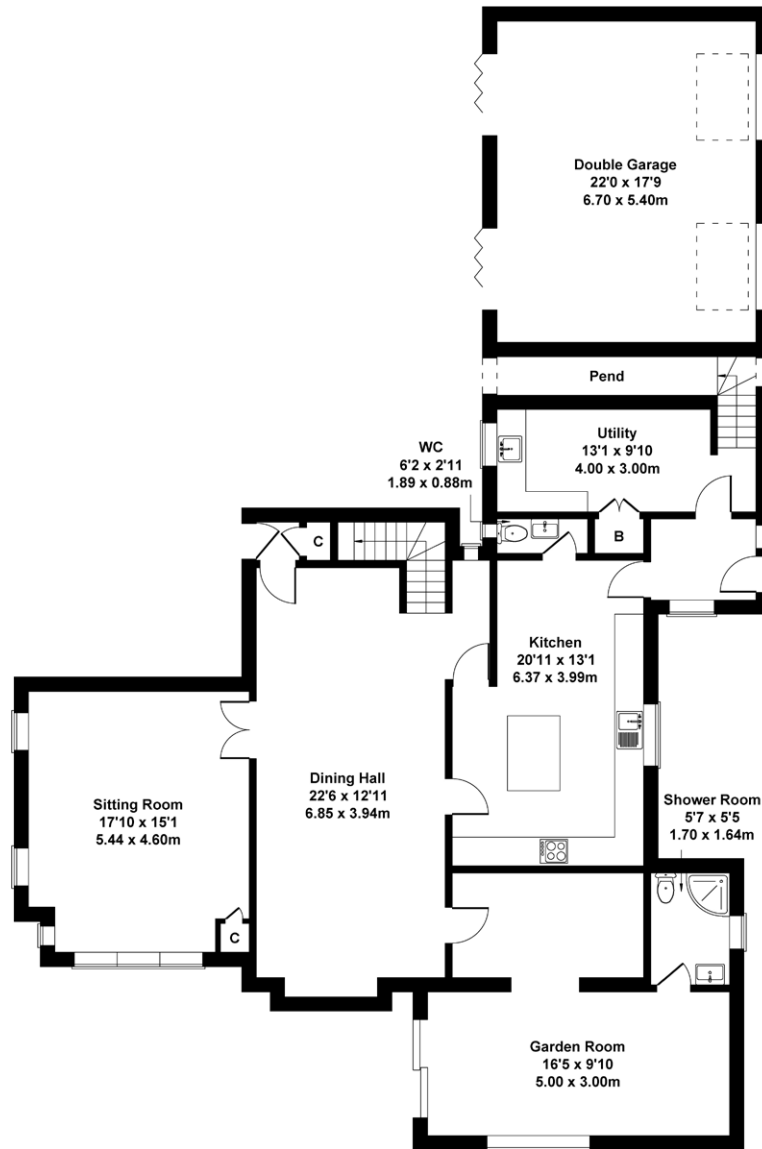 Double Garage
22'0 x 17'9
6.70 x 5.40m
Pend
WC
6'2 x 2'11
1.89 x 0.88m
Utility
13'1 x 9'10
4.00 x 3.00m
C
B
Kitchen
20'11 x 13'1
6.37 x 3.99m
Dining Hall
22'6 x 12'11
6.85 x 3.94m
Sitting Room
17'10 x 15'1
5.44 x 4.60m
Shower Room
5'7 x 5'5
1.70 x 1.64m
C
Garden Room
16'5 x 9'10
5.00 x 3.00m